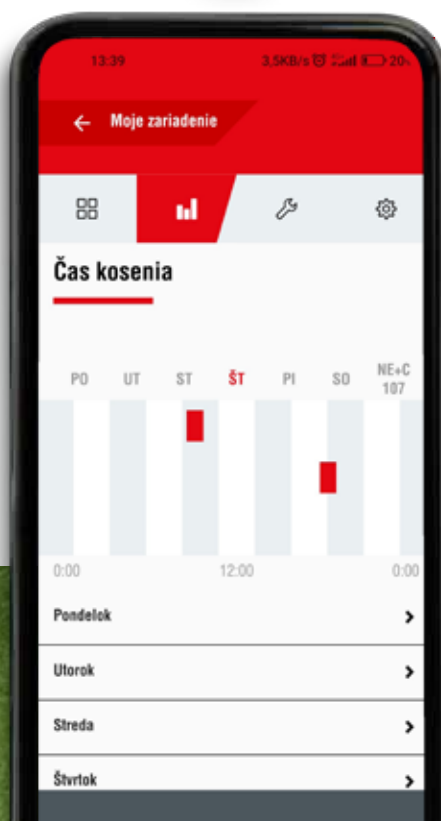 13:39 3,5KB/s 20%
Moje zariadenie
Čas kosenia
PO UT ST ŠT PI SO NE+C
107
0:00 12:00 0:00
Pondelok
Utorok
Streda
Štvrtok